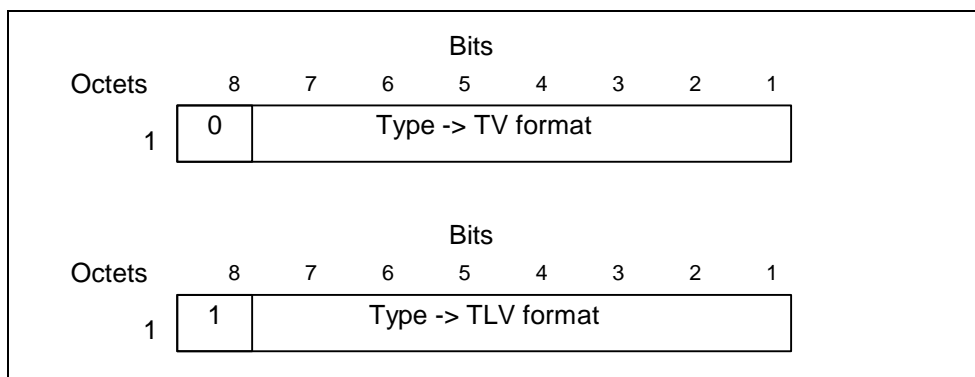 Bits
Octets 8 7 6 5 4 3 2 1
1 0 Type -> TV format
Bits
Octets 8 7 6 5 4 3 2 1
1 1 Type -> TLV format